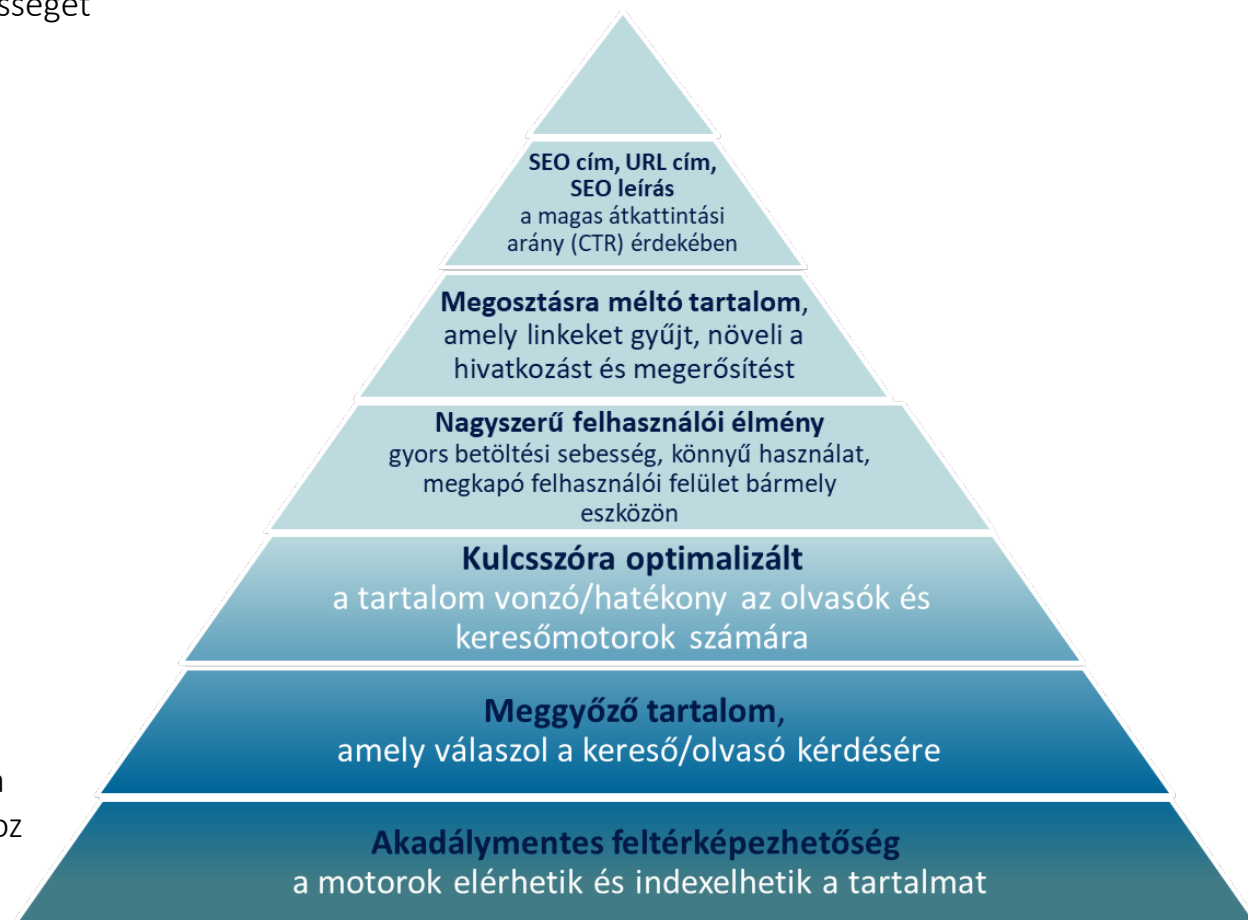 SEO cím, URL cím,
SEO leírás
a magas átkattintási
arány (CTR) érdekében
Megosztásra méltó tartalom,
amely linkeket gyűjt, növeli a
hivatkozást és megerősítést
Nagyszerű felhasználói élmény
gyors betöltési sebesség, könnyű használat,
megkapó felhasználói felület bármely
eszközön
Kulcsszóra optimalizált
a tartalom vonzó/hatékony az olvasók és
keresőmotorok számára
Meggyőző tartalom,
amely válaszol a kereső/olvasó kérdésére
Akadálymentes feltérképezhetőség
a motorok elérhetik és indexelhetik a tartalmat